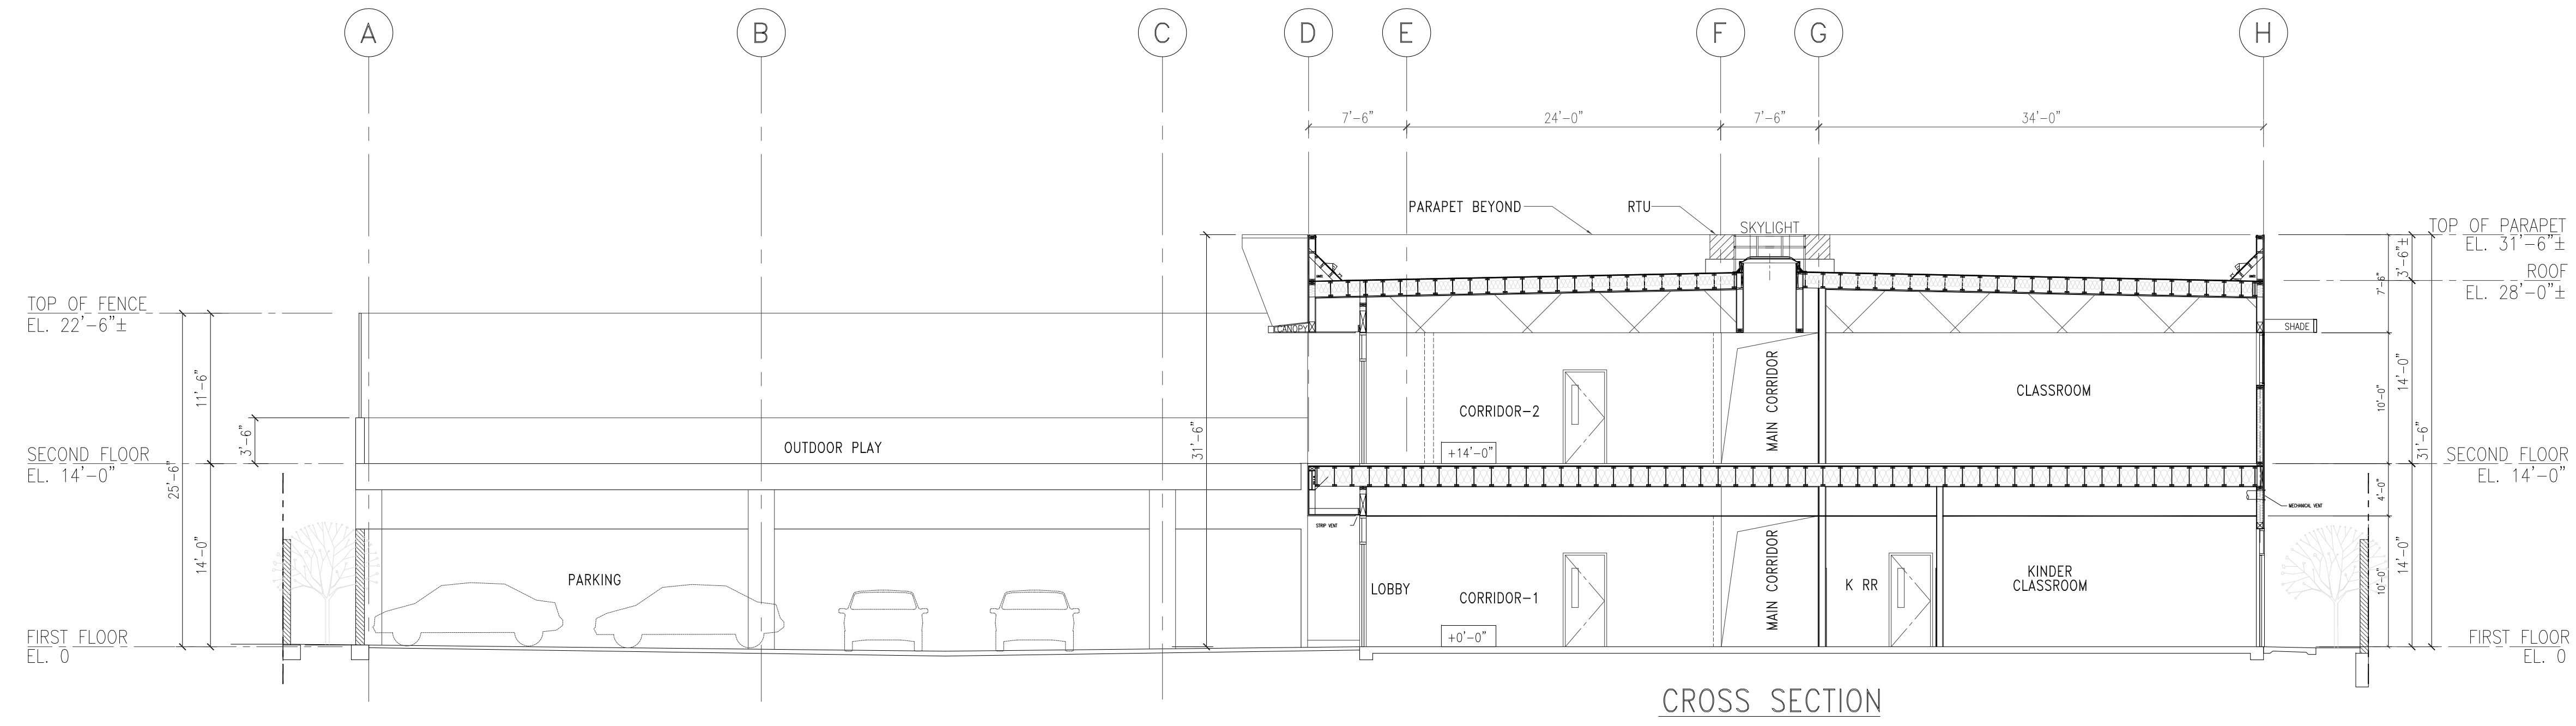 A
B
C
D
E
F
G
H
7'-6"
24'-0"
7'-6"
34'-0"
PARAPET BEYOND
RTU
SKYLIGHT
TOP OF PARAPET
EL. 31'-6"±
3'-6"±
7'-6"
ROOF
EL. 28'-0"±
TOP OF FENCE
EL. 22'-6"±
CANOPY
SHADE
11'-6"
3'-6"
25'-6"
31'-6"
OUTDOOR PLAY
CORRIDOR-2
MAIN CORRIDOR
CLASSROOM
10'-0"
14'-0"
31'-6"
+14'-0"
SECOND FLOOR
EL. 14'-0"
SECOND FLOOR
EL. 14'-0"
4'-0"
STRIP VENT
MECHANICAL VENT
14'-0"
PARKING
LOBBY
CORRIDOR-1
MAIN CORRIDOR
K RR
KINDER
CLASSROOM
10'-0"
14'-0"
+0'-0"
FIRST FLOOR
EL. 0
FIRST FLOOR
EL. 0
CROSS SECTION